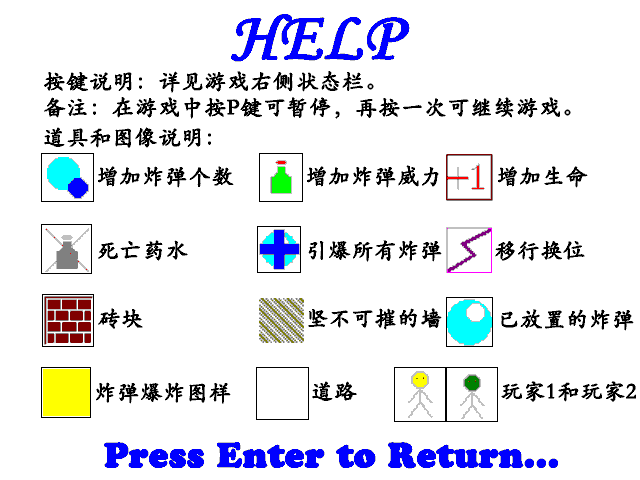 HELP
按键说明：详见游戏右侧状态栏。
备注：在游戏中按P键可暂停，再按一次可继续游戏。
道具和图像说明：
增加炸弹个数
增加炸弹威力
+1
增加生命
死亡药水
引爆所有炸弹
移行换位
砖块
坚不可摧的墙
已放置的炸弹
炸弹爆炸图样
道路
玩家1和玩家2
Press Enter to Return...